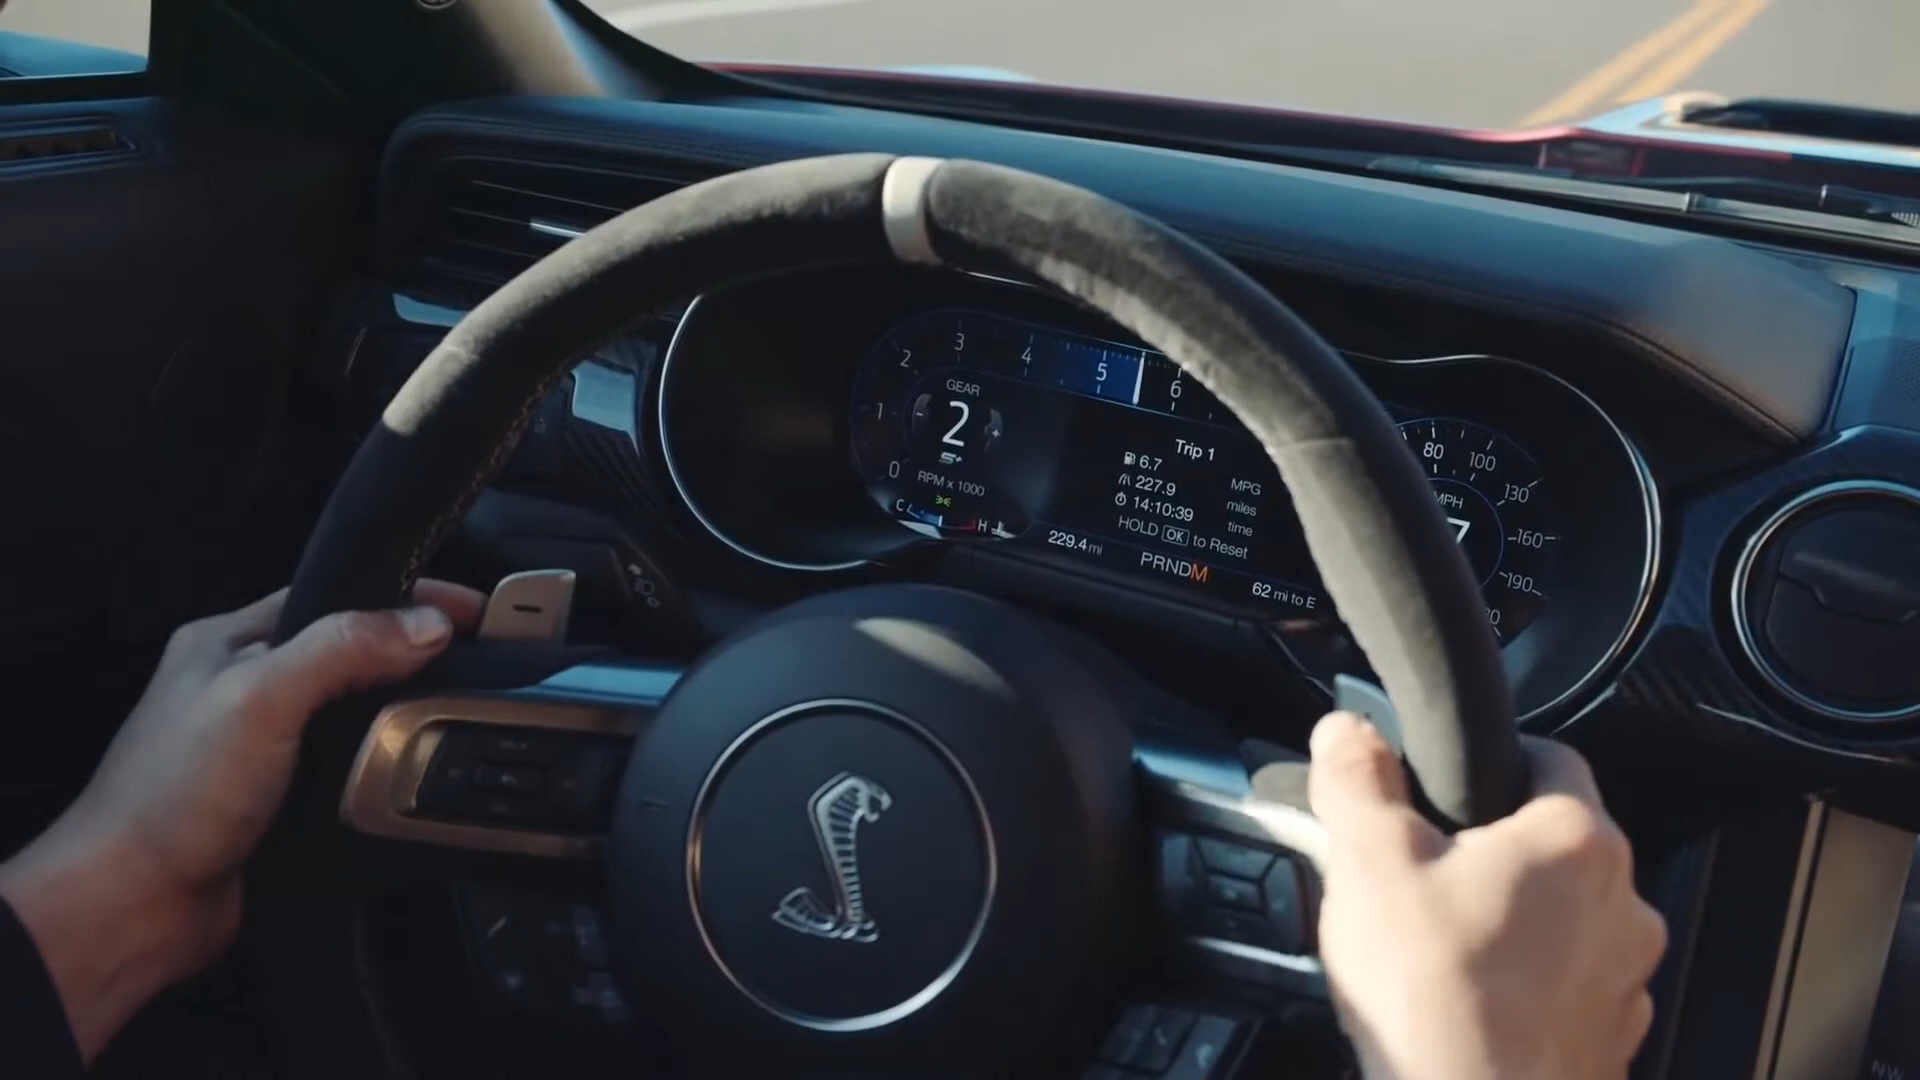 0 1 2 3 4 5 6
GEAR
- 2 +
S+
RPM x 1000
C H
Trip 1
6.7 MPG
227.9 miles
14:10:39 time
HOLD OK to Reset
229.4 mi
PRNDM
62 mi to E
80 100 130 160 190
MPH
7
NW